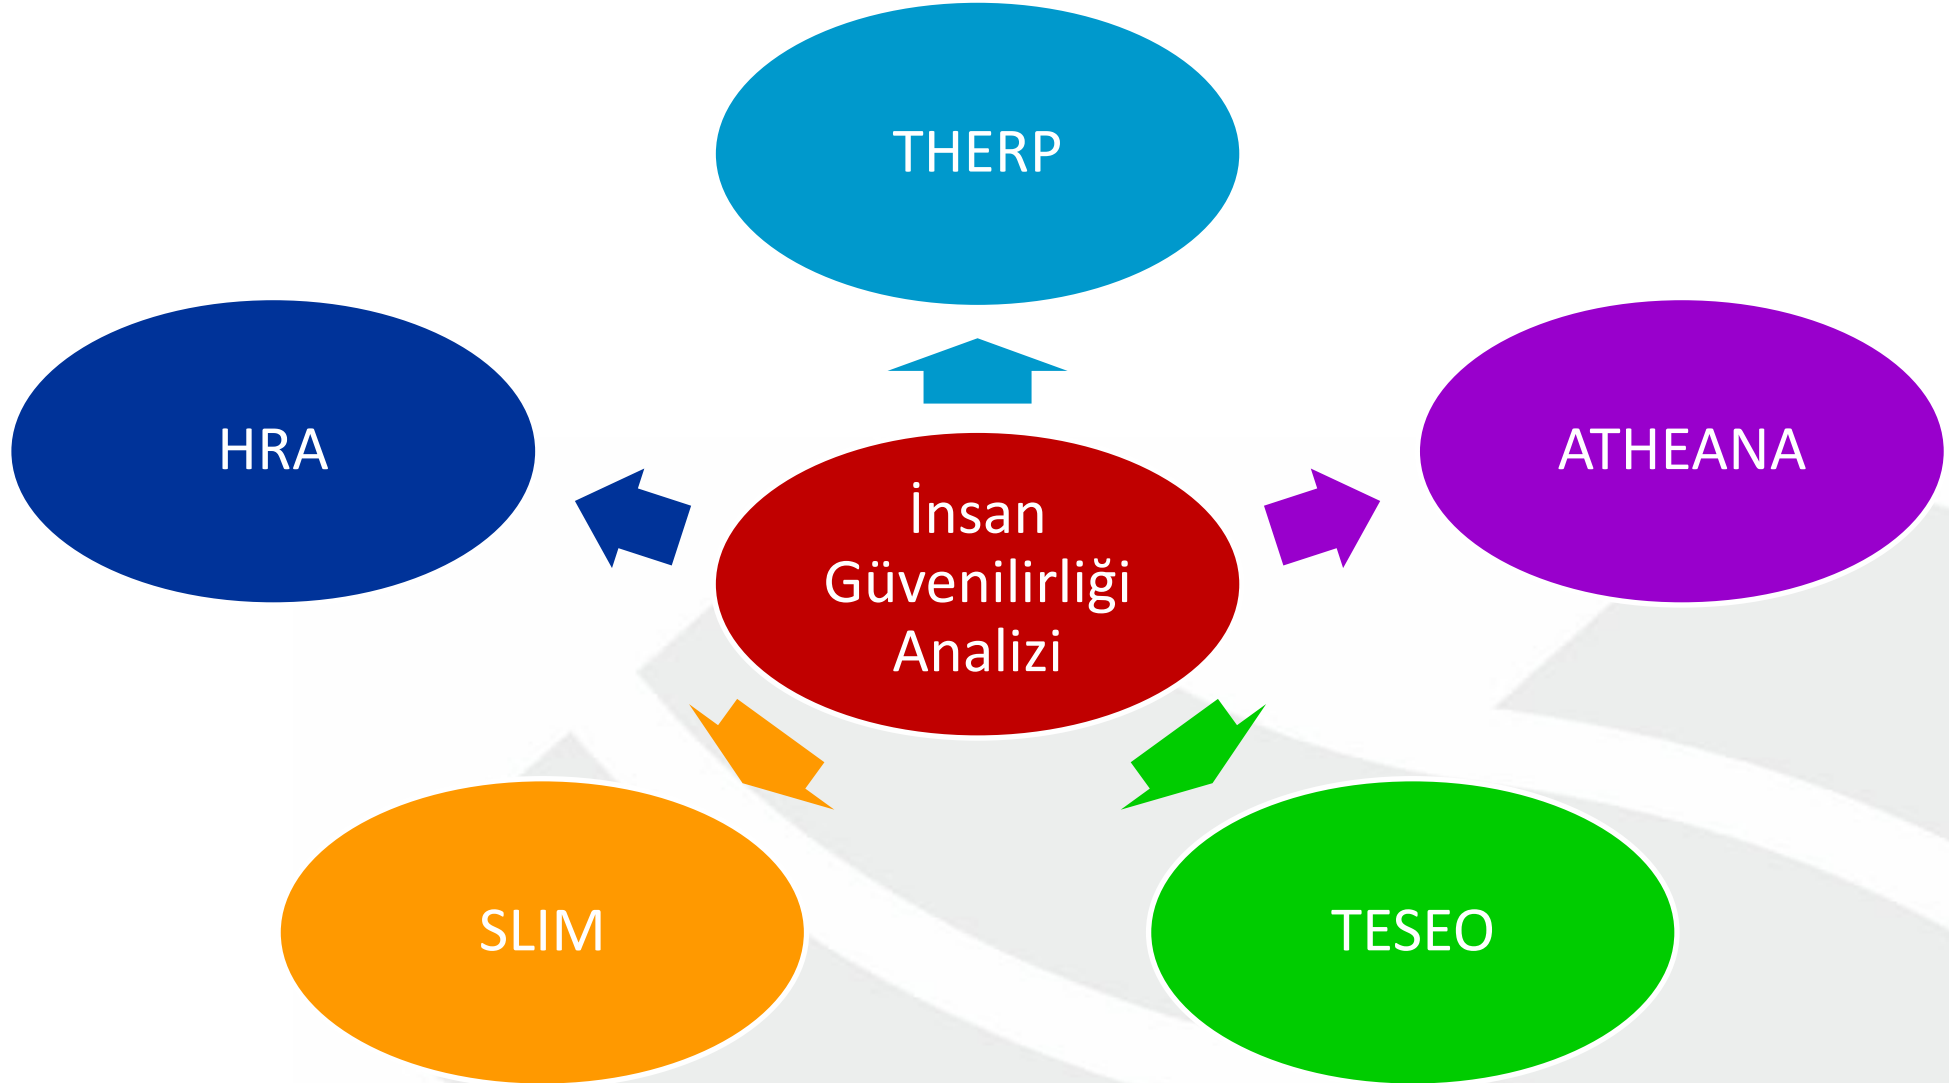 THERP
HRA
ATHEANA
İnsan
Güvenilirliği
Analizi
SLIM
TESEO